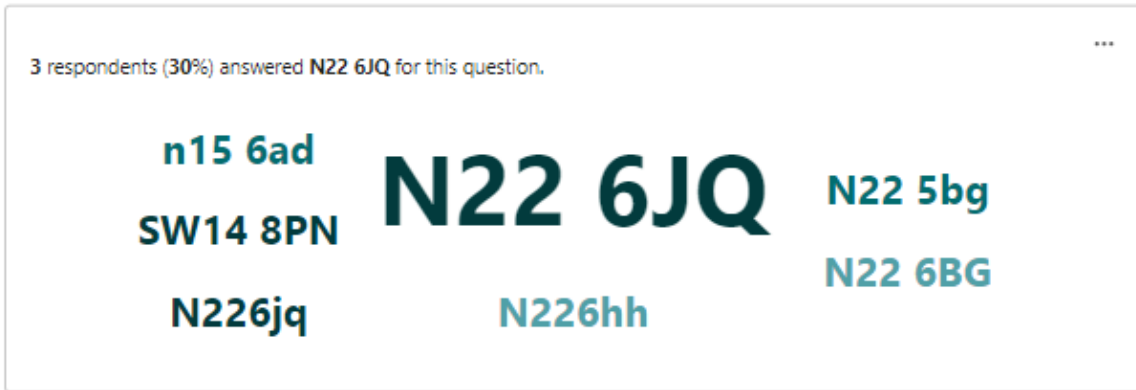 ...
3 respondents (30%) answered N22 6JQ for this question.
n15 6ad
N22 6JQ
N22 5bg
SW14 8PN
N22 6BG
N226jq
N226hh